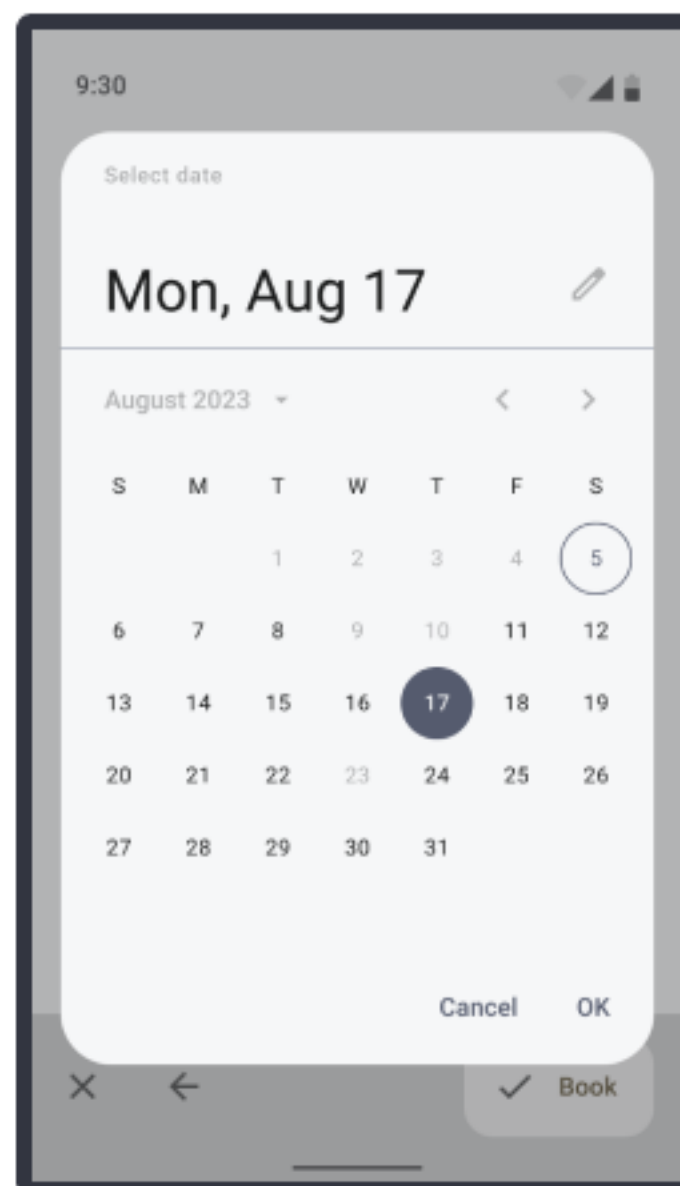 9:30
Select date
Mon, Aug 17
August 2023
S M T W T F S
1 2 3 4 5
6 7 8 9 10 11 12
13 14 15 16 17 18 19
20 21 22 23 24 25 26
27 28 29 30 31
Cancel OK
Book